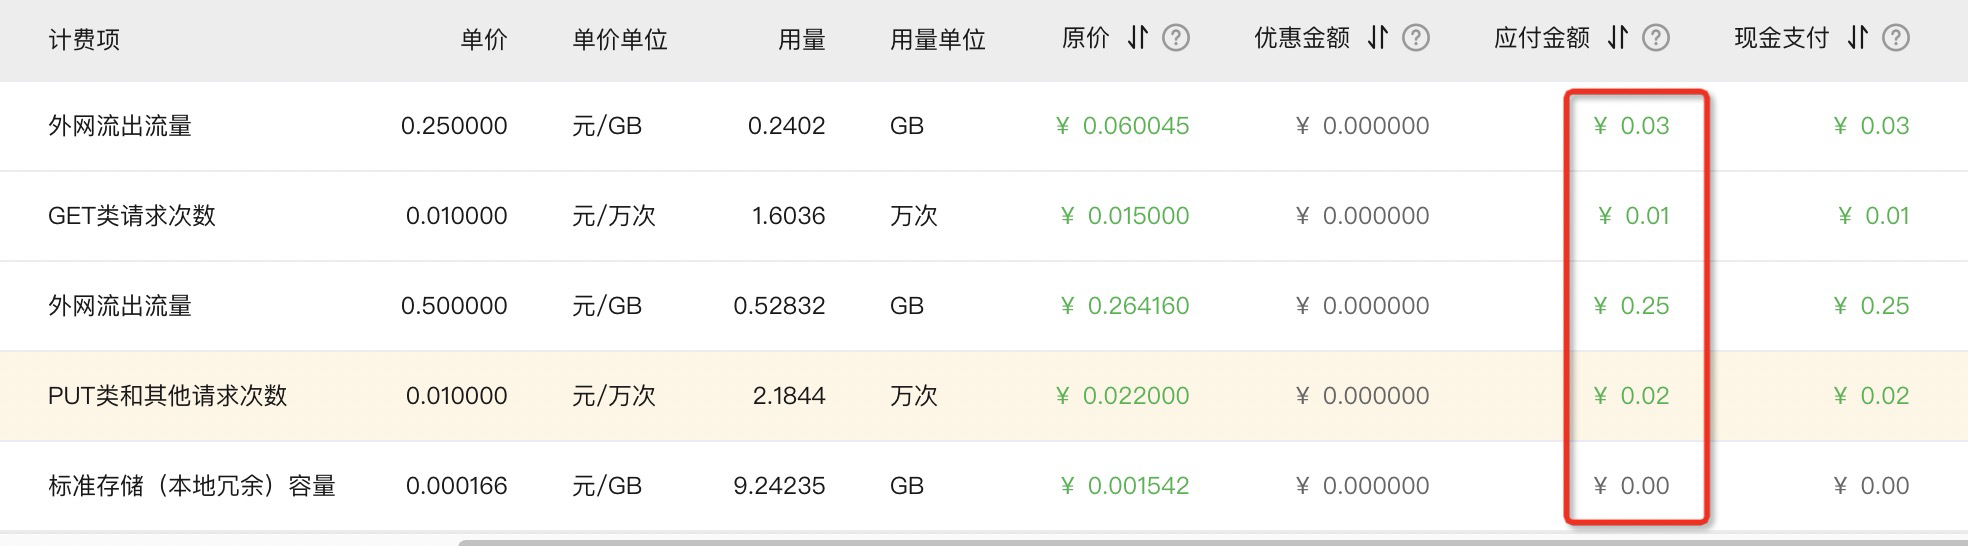 计费项 单价 单价单位 用量 用量单位 原价 优惠金额 应付金额 现金支付
外网流出流量 0.250000 元/GB 0.2402 GB ¥ 0.060045 ¥ 0.000000 ¥ 0.03 ¥ 0.03
GET类请求次数 0.010000 元/万次 1.6036 万次 ¥ 0.015000 ¥ 0.000000 ¥ 0.01 ¥ 0.01
外网流出流量 0.500000 元/GB 0.52832 GB ¥ 0.264160 ¥ 0.000000 ¥ 0.25 ¥ 0.25
PUT类和其他请求次数 0.010000 元/万次 2.1844 万次 ¥ 0.022000 ¥ 0.000000 ¥ 0.02 ¥ 0.02
标准存储（本地冗余）容量 0.000166 元/GB 9.24235 GB ¥ 0.001542 ¥ 0.000000 ¥ 0.00 ¥ 0.00